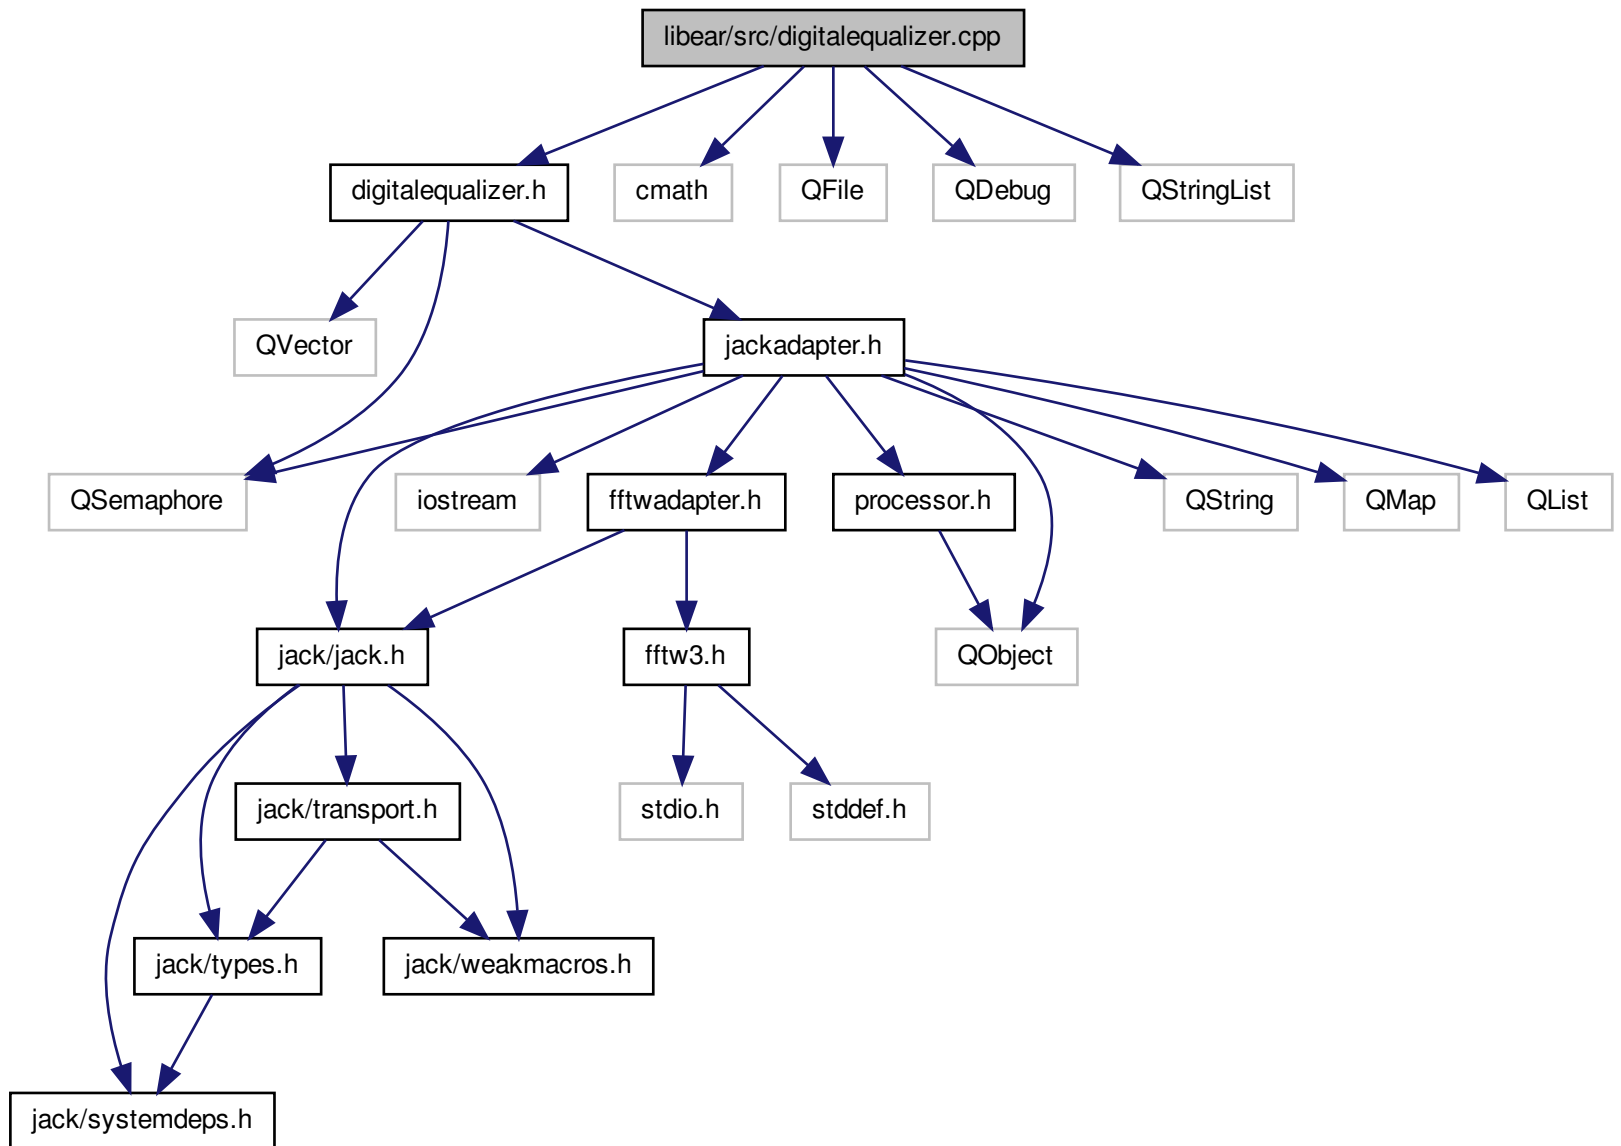 libear/src/digitalequalizer.cpp
digitalequalizer.h
cmath
QFile
QDebug
QStringList
QVector
jackadapter.h
QSemaphore
iostream
fftwadapter.h
processor.h
QString
QMap
QList
jack/jack.h
fftw3.h
QObject
jack/transport.h
stdio.h
stddef.h
jack/types.h
jack/weakmacros.h
jack/systemdeps.h